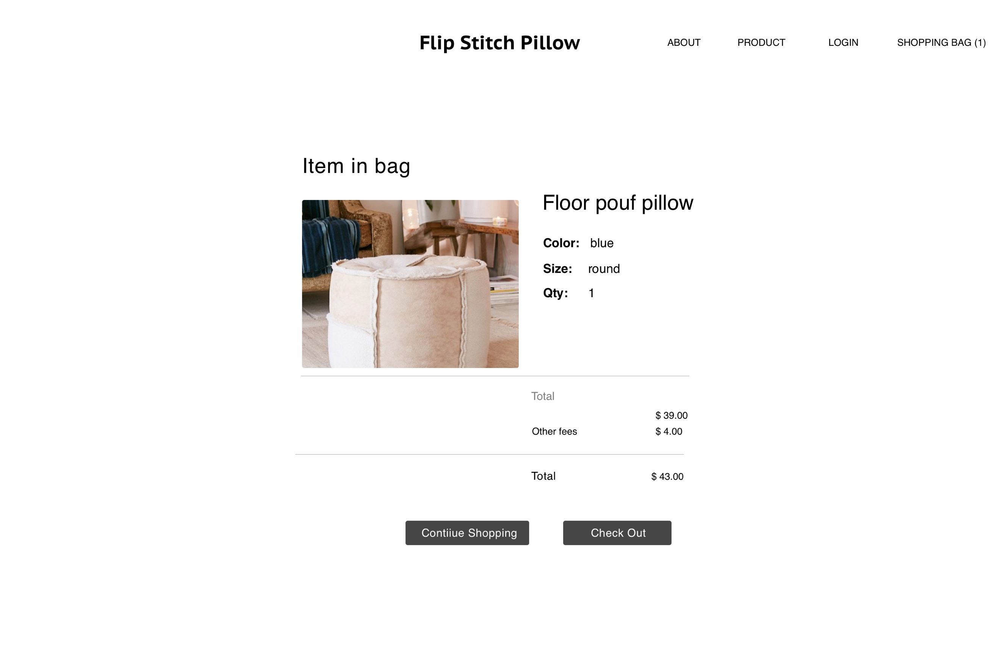 Flip Stitch Pillow ABOUT PRODUCT LOGIN SHOPPING BAG (1)
Item in bag
Floor pouf pillow
Color: blue
Size: round
Qty: 1
Total
$ 39.00
Other fees $ 4.00
Total $ 43.00
Contiiue Shopping Check Out